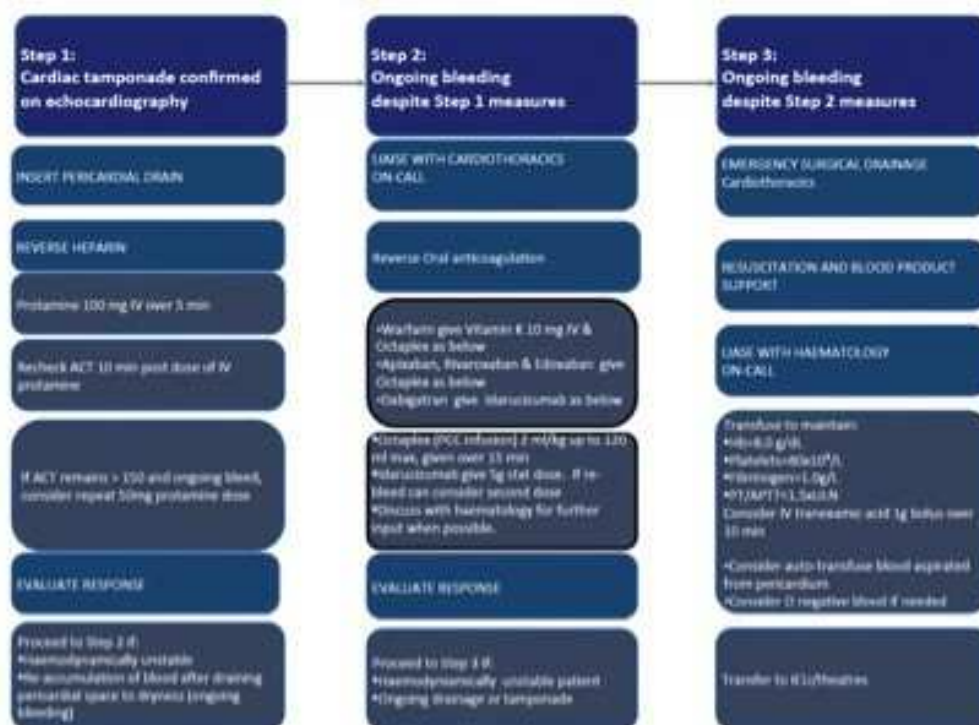 Step 1:
Cardiac tamponade confirmed
on echocardiography
INSERT PERICARDIAL DRAIN
REVERSE HEPARIN
Protamine 100 mg IV over 5 min
Recheck ACT 10 min post dose of IV
protamine
If ACT remains > 150 and ongoing bleed,
consider repeat 50mg protamine dose
EVALUATE RESPONSE
Proceed to Step 2 if:
•Haemodynamically unstable
•Re-accumulation of blood after draining
pericardial space to dryness (ongoing
bleeding)
Step 2:
Ongoing bleeding
despite Step 1 measures
LIAISE WITH CARDIOTHORACICS
ON-CALL
Reverse Oral anticoagulation
•Warfarin give Vitamin K 10 mg IV &
Octaplex as below
•Apixaban, Rivaroxaban & Edoxaban give
Octaplex as below
•Dabigatran give Idarucizumab as below
•Octaplex (PCC infusion) 2 ml/kg up to 120
ml max, given over 15 min
•Idarucizumab give 5g stat dose. If re-
bleed can consider second dose
•Discuss with haematology for further
input when possible.
EVALUATE RESPONSE
Proceed to Step 3 if:
•Haemodynamically unstable patient
•Ongoing drainage or tamponade
Step 3:
Ongoing bleeding
despite Step 2 measures
EMERGENCY SURGICAL DRAINAGE
Cardiothoracics
RESUSCITATION AND BLOOD PRODUCT
SUPPORT
LIAISE WITH HAEMATOLOGY
ON-CALL
Transfuse to maintain:
Consider IV tranexamic acid 1g bolus over
10 min
•Consider auto transfuse blood aspirated
from pericardium
•Consider O negative blood if needed
Transfer to